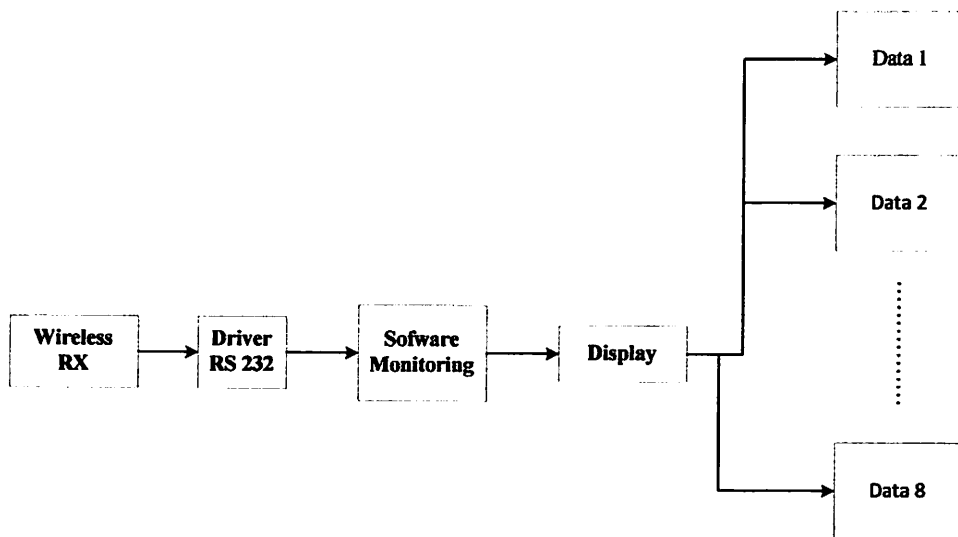 Data 1
Data 2
Wireless
RX
Driver
RS 232
Sofware
Monitoring
Display
Data 8